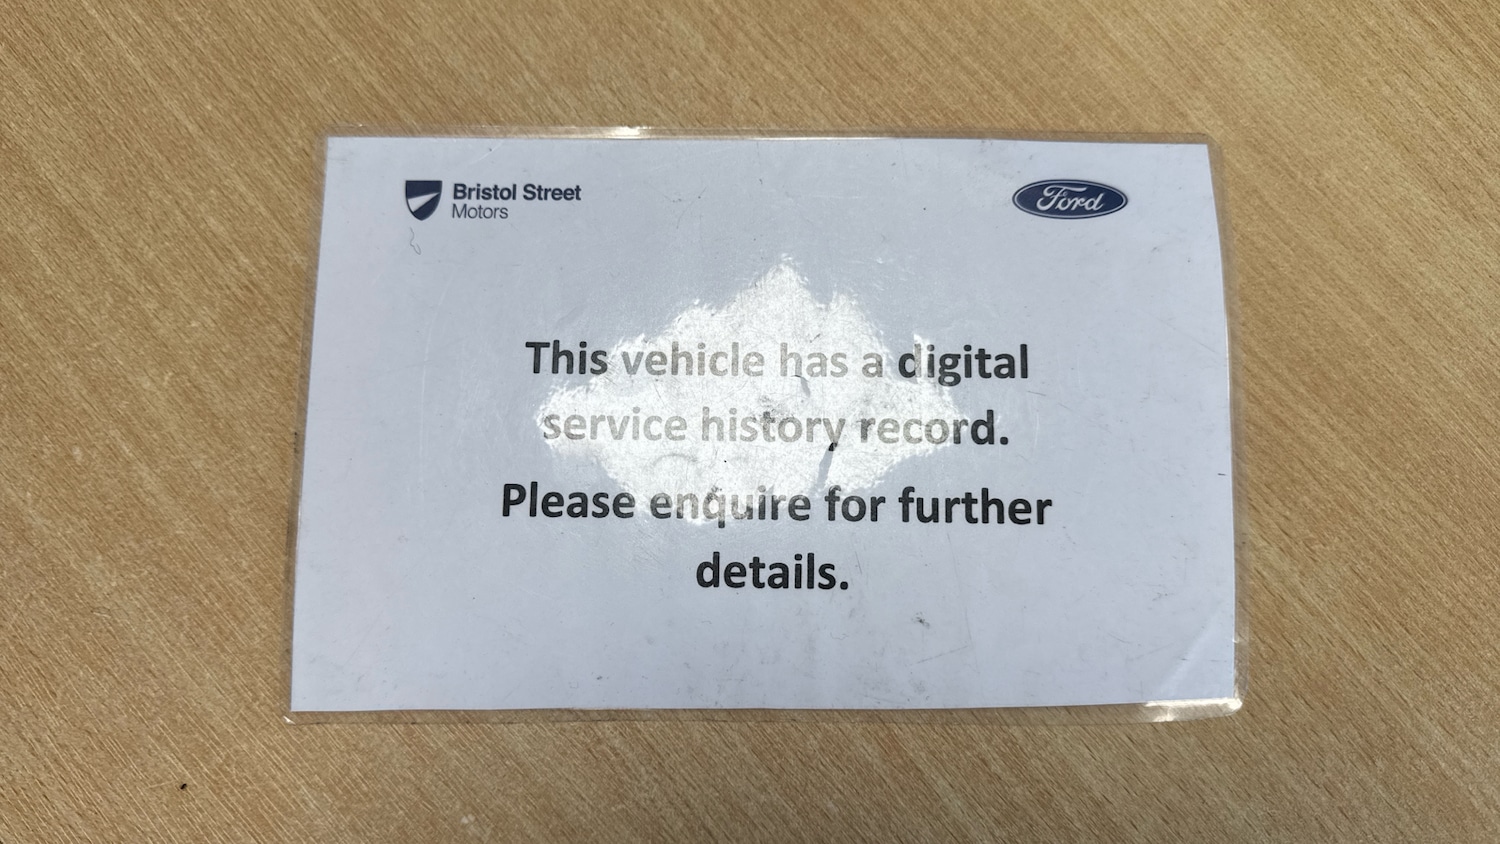 Bristol Street
Motors
Ford
This vehicle has a digital
service history record.
Please enquire for further
details.